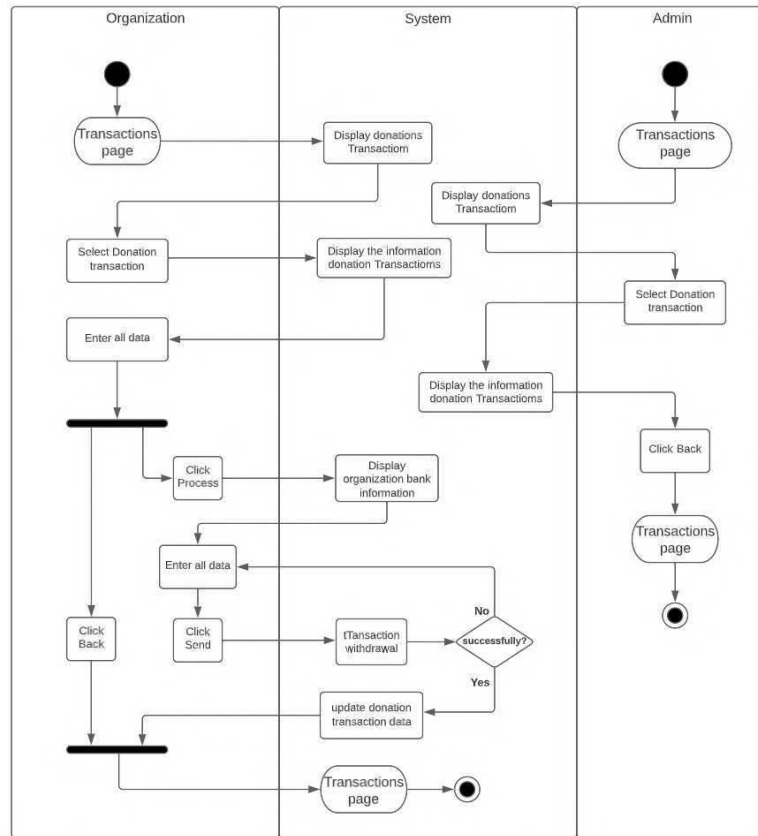 Organization
System
Admin
Transactions
page
Display donations
Transactiorn
Transactions
page
Display donations
Transactiorn
Select Donation
transaction
Display the information
donation Transactioms
Select Donation
transaction
Enter all data
Display the information
donation Transactioms
Click Back
Click
Process
Display
organization bank
information
Transactions
page
Enter all data
No
Click
Back
Click
Send
tTansaction
withdrawal
successfully?
Yes
update donation
transaction data
Transactions
page